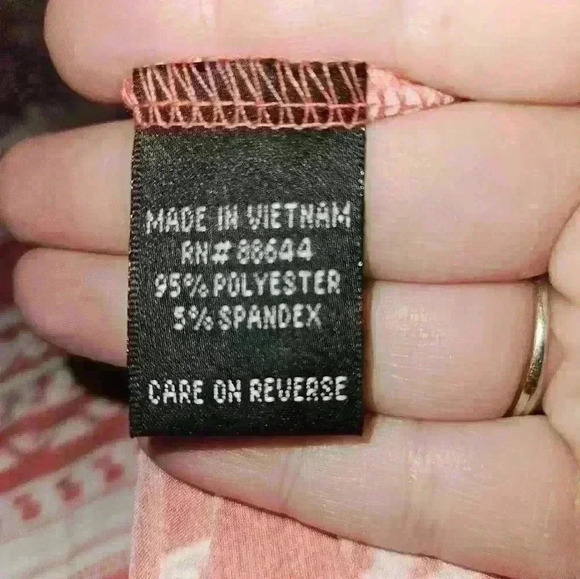 MADE IN VIETNAM
RN# 88644
95% POLYESTER
5% SPANDEX
CARE ON REVERSE